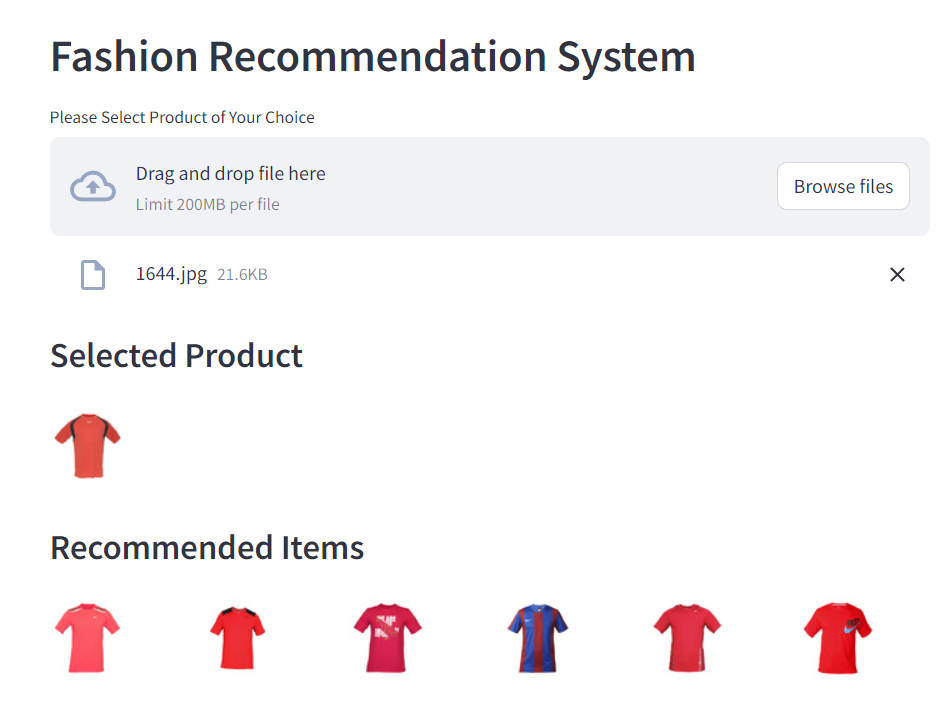 Fashion Recommendation System
Please Select Product of Your Choice
Drag and drop file here
Limit 200MB per file
Browse files
1644.jpg 21.6KB
Selected Product
Recommended Items